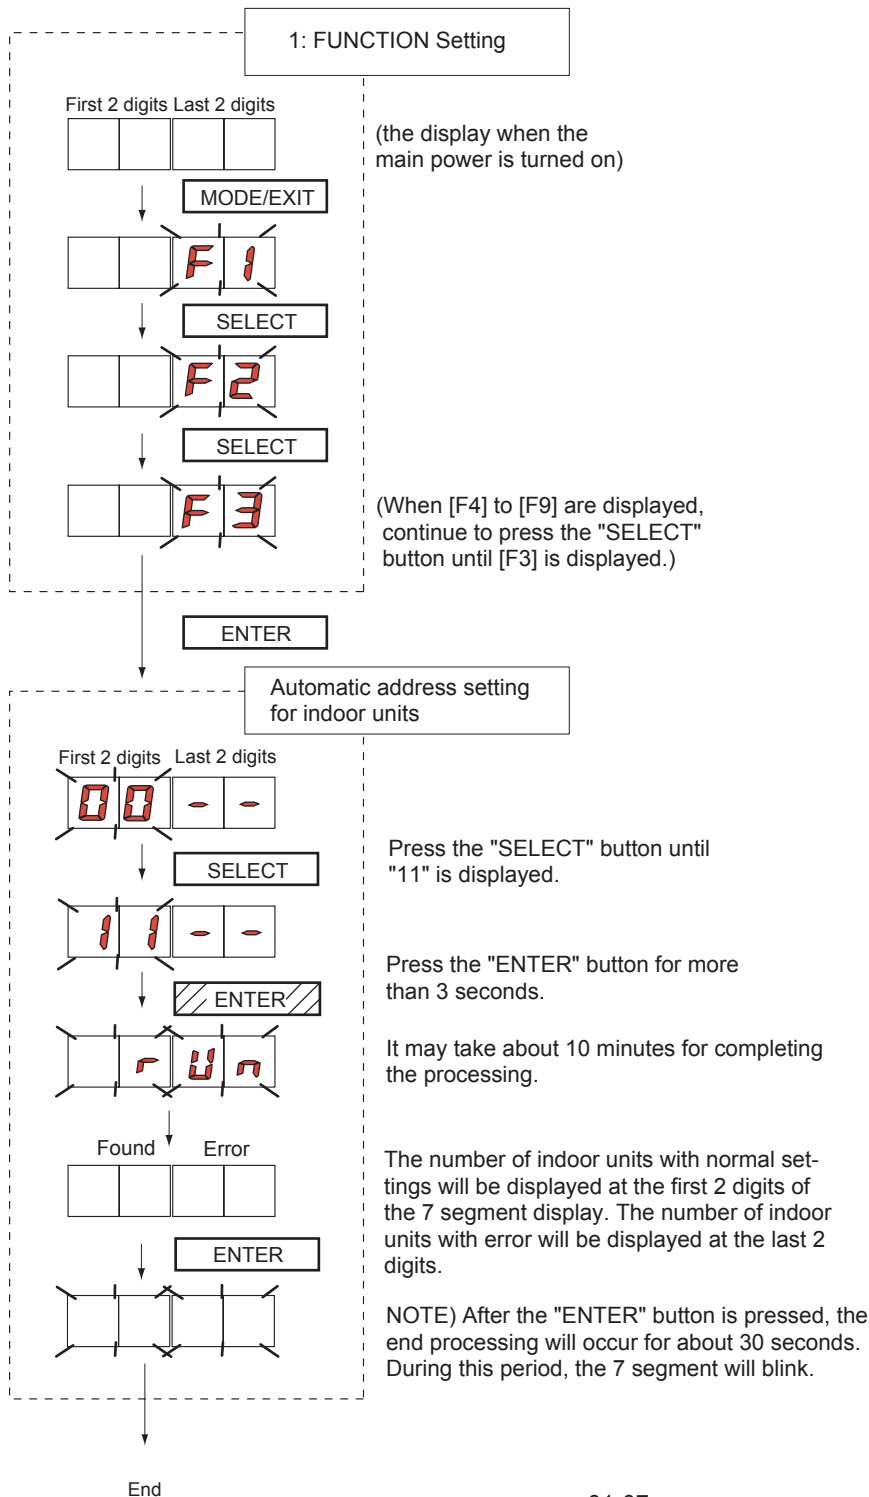 1: FUNCTION Setting
First 2 digits Last 2 digits
(the display when the
main power is turned on)
MODE/EXIT
F 1
SELECT
F 2
SELECT
F 3
(When [F4] to [F9] are displayed,
continue to press the "SELECT"
button until [F3] is displayed.)
ENTER
Automatic address setting
for indoor units
First 2 digits Last 2 digits
0 0 - -
SELECT
Press the "SELECT" button until
"11" is displayed.
1 1 - -
ENTER
Press the "ENTER" button for more
than 3 seconds.
r U n
It may take about 10 minutes for completing
the processing.
Found Error
The number of indoor units with normal set-
tings will be displayed at the first 2 digits of
the 7 segment display. The number of indoor
units with error will be displayed at the last 2
digits.
ENTER
NOTE) After the "ENTER" button is pressed, the
end processing will occur for about 30 seconds.
During this period, the 7 segment will blink.
End